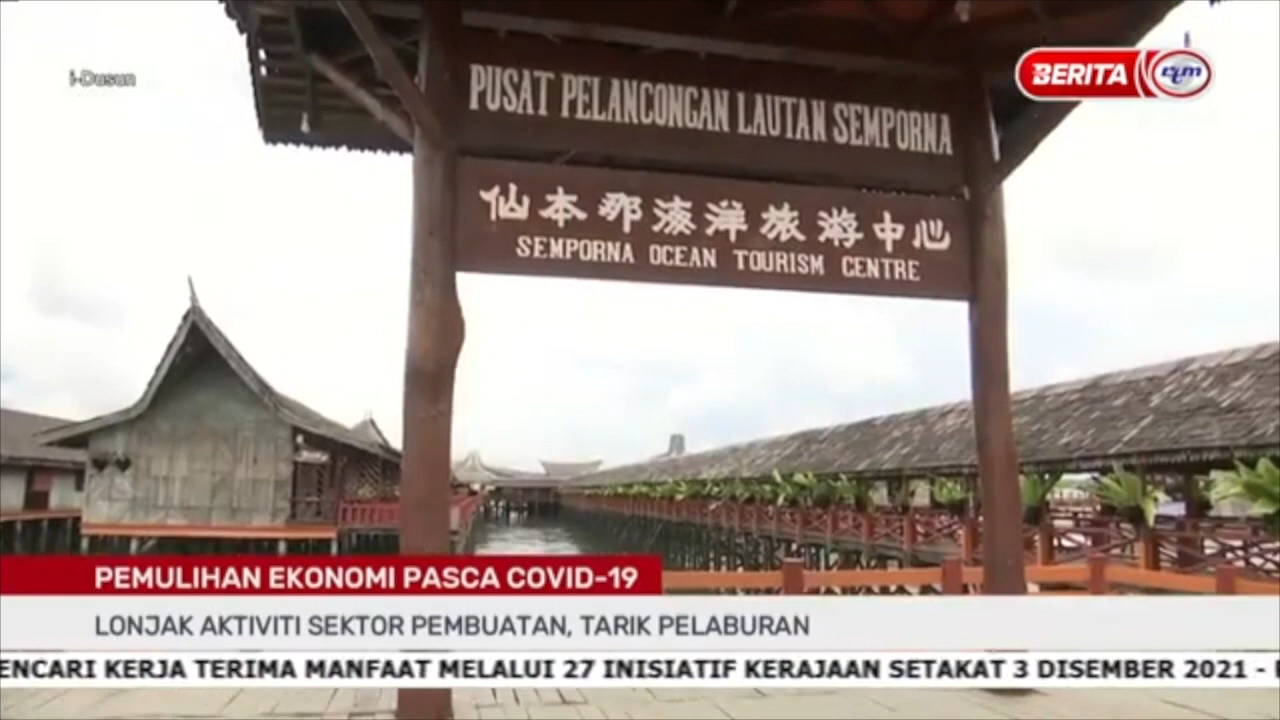 i-Dusun
BERITA rtm
PUSAT PELANCONGAN LAUTAN SEMPORNA
仙本那海洋旅游中心
SEMPORNA OCEAN TOURISM CENTRE
PEMULIHAN EKONOMI PASCA COVID-19
LONJAK AKTIVITI SEKTOR PEMBUATAN, TARIK PELABURAN
ENCARI KERJA TERIMA MANFAAT MELALUI 27 INISIATIF KERAJAAN SETAKAT 3 DISEMBER 2021 -